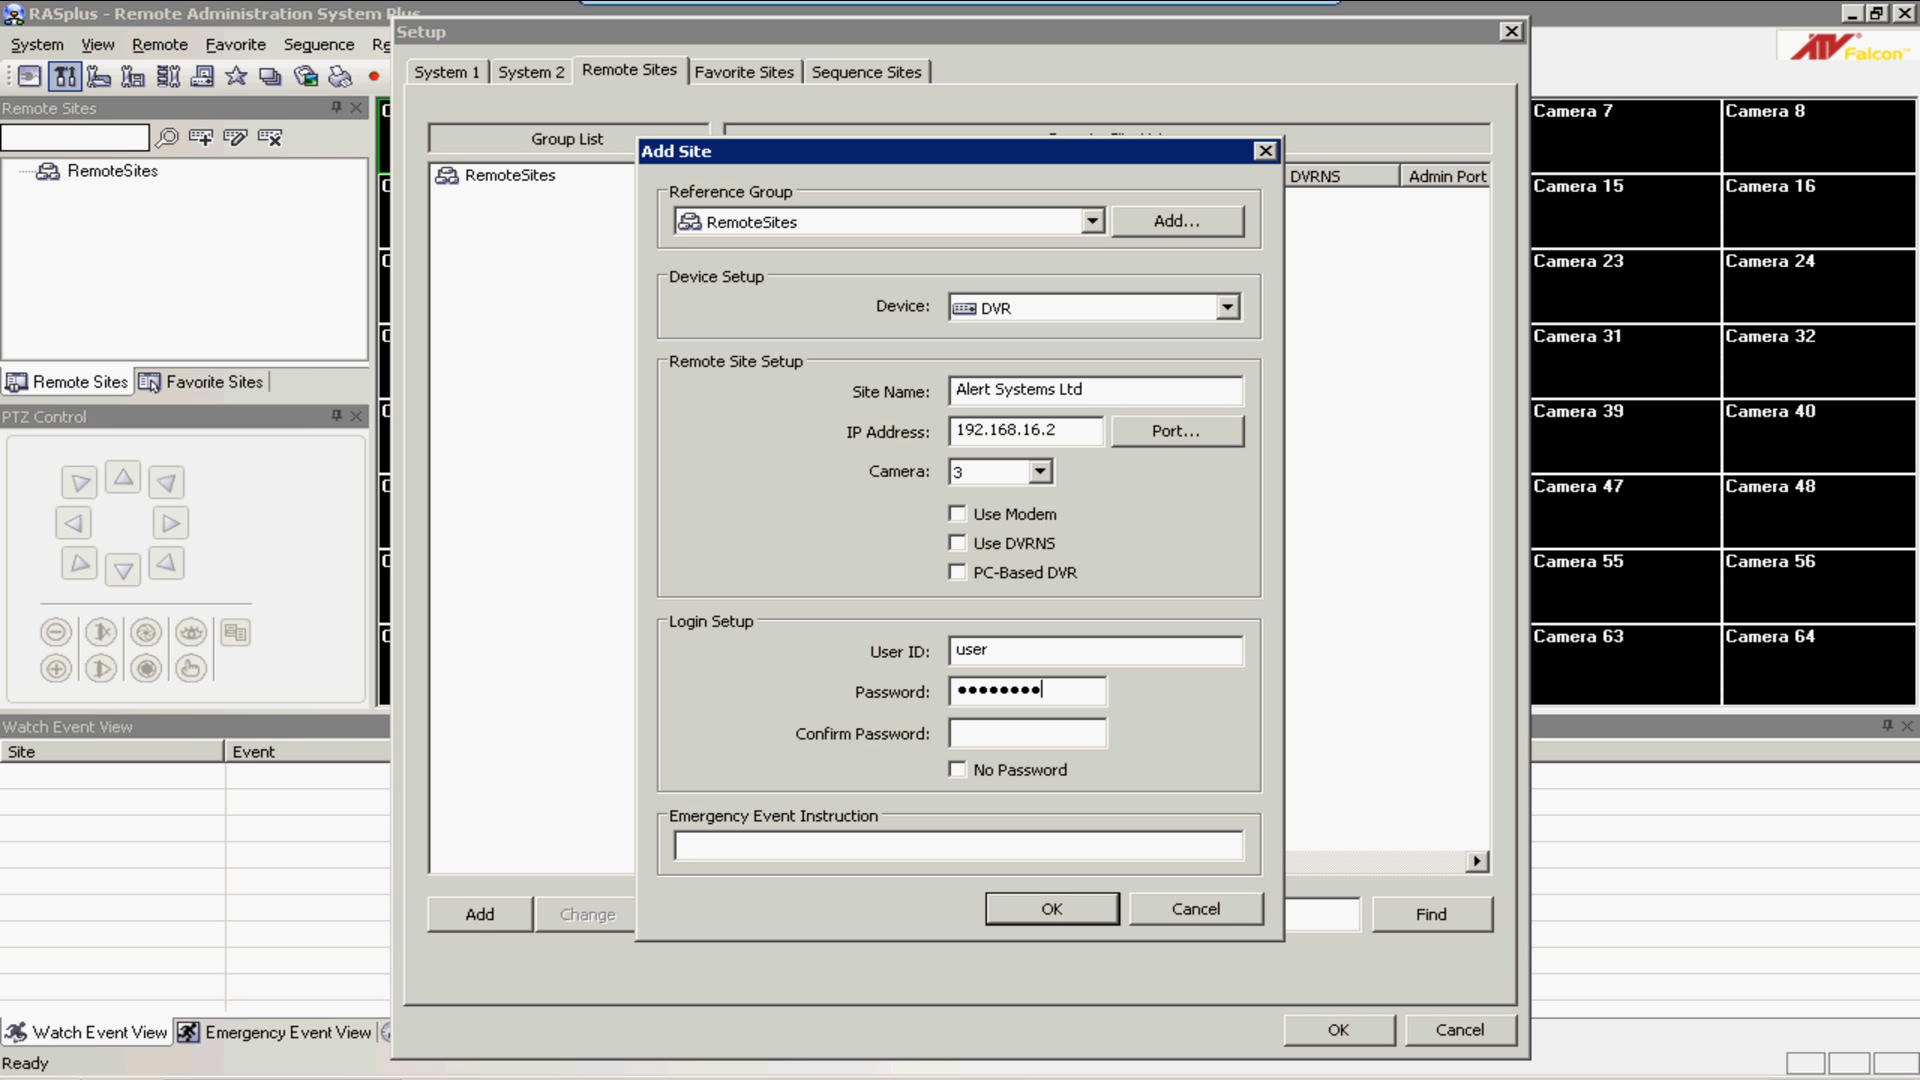 RASplus - Remote Administration System Plus
System View Remote Favorite Sequence Re
Setup
System 1 System 2 Remote Sites Favorite Sites Sequence Sites
ATV Falcon™
Remote Sites
RemoteSites
Remote Sites Favorite Sites
PTZ Control
Group List
RemoteSites
DVRNS Admin Port
Add Site
Reference Group
RemoteSites Add...
Device Setup
Device: DVR
Remote Site Setup
Site Name: Alert Systems Ltd
IP Address: 192.168.16.2 Port...
Camera: 3
Use Modem
Use DVRNS
PC-Based DVR
Login Setup
User ID: user
Password: ●●●●●●●●
Confirm Password:
No Password
Emergency Event Instruction
OK Cancel
Add Change Find
OK Cancel
Camera 7 Camera 8
Camera 15 Camera 16
Camera 23 Camera 24
Camera 31 Camera 32
Camera 39 Camera 40
Camera 47 Camera 48
Camera 55 Camera 56
Camera 63 Camera 64
Watch Event View
Site Event
Watch Event View Emergency Event View
Ready